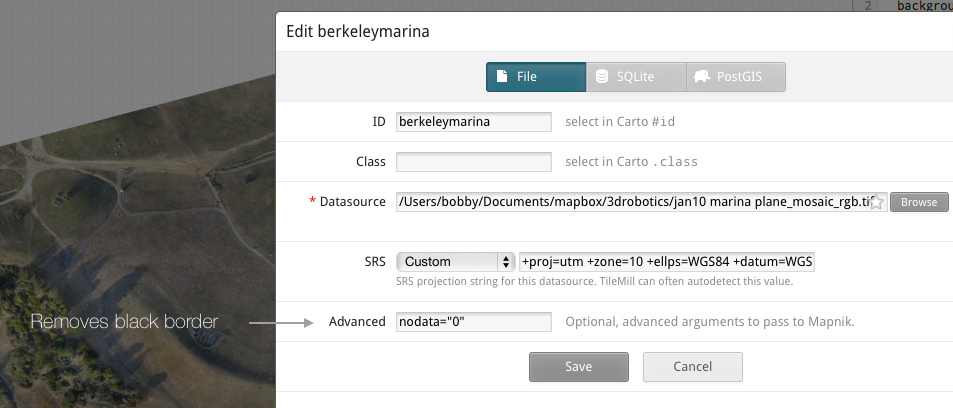 2 backgrou
Edit berkeleymarina
File SQLite PostGIS
ID berkeleymarina select in Carto #id
Class select in Carto .class
* Datasource /Users/bobby/Documents/mapbox/3drobotics/jan10 marina plane_mosaic_rgb.tif Browse
SRS Custom +proj=utm +zone=10 +ellps=WGS84 +datum=WGS
SRS projection string for this datasource. TileMill can often autodetect this value.
Removes black border Advanced nodata="0" Optional, advanced arguments to pass to Mapnik.
Save Cancel